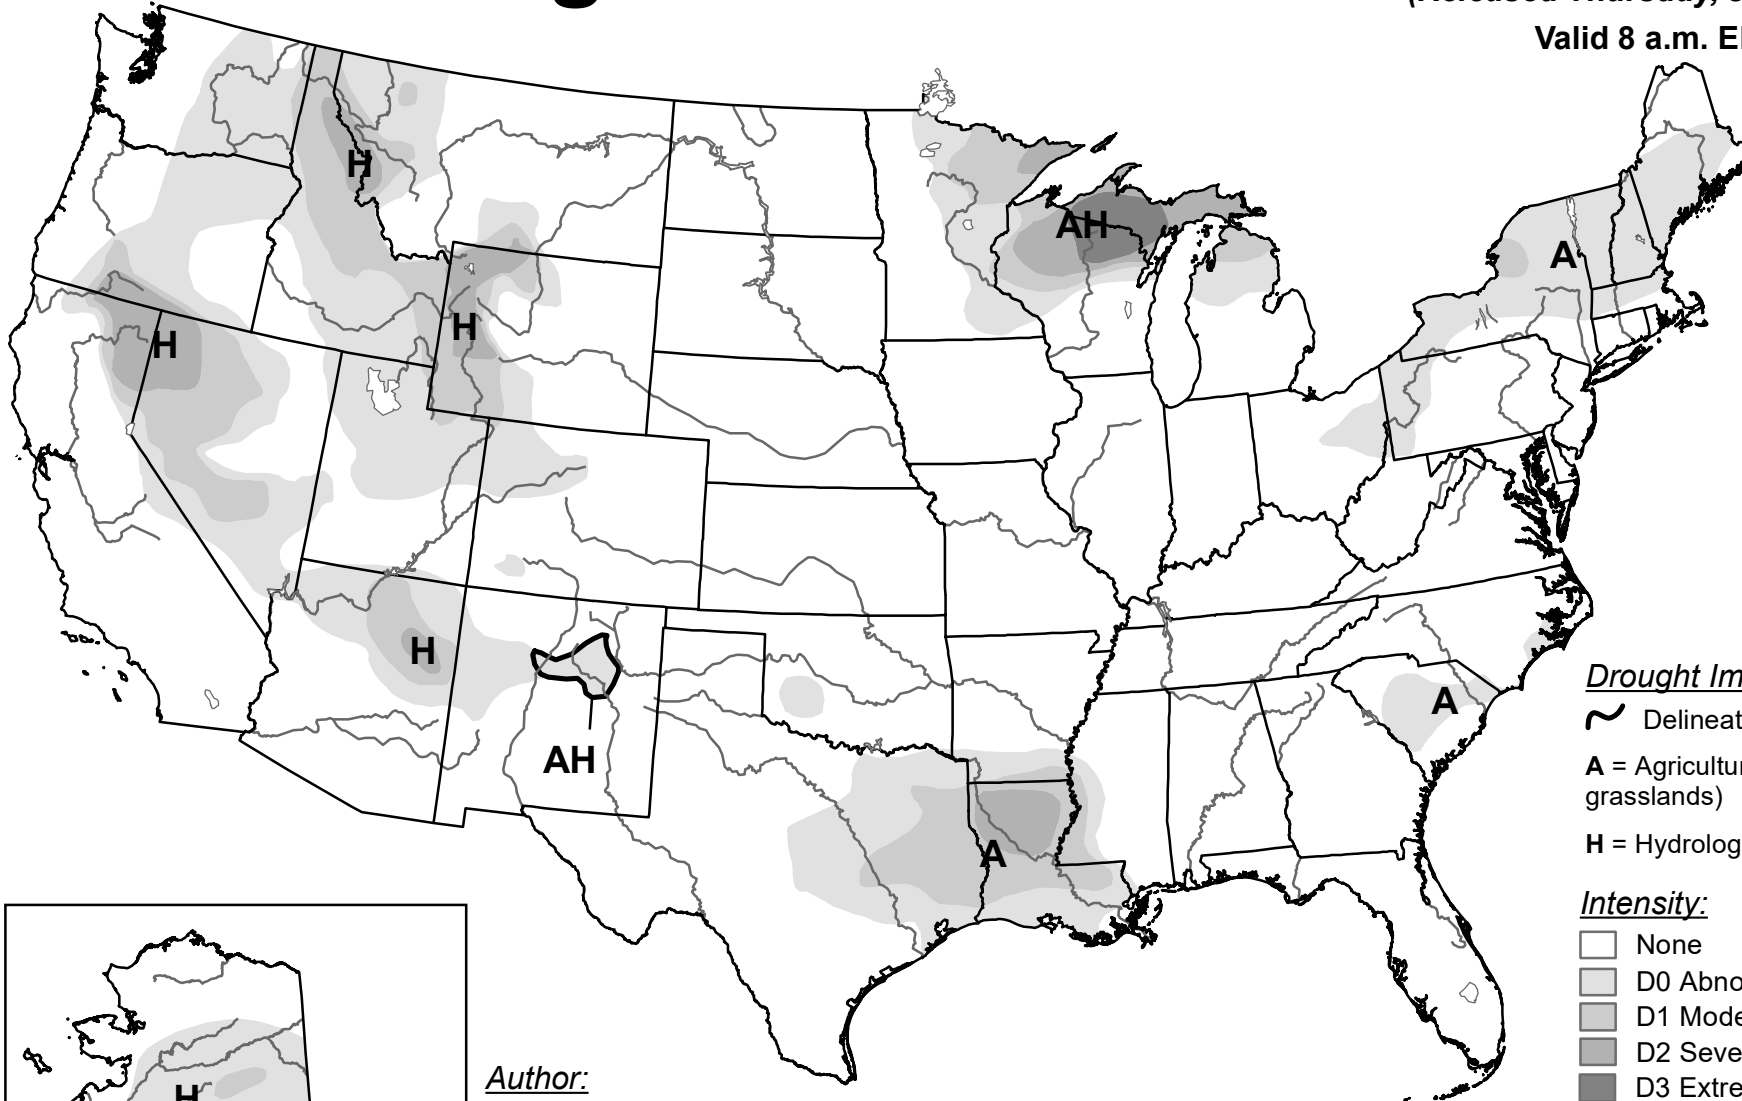 Valid 8 a.m.
H
AH
A
H
H
H
A
AH
A
Drought
Delineat
A = Agricultur
grasslands)
H = Hydrolog
Intensity:
None
D0 Abno
D1 Mode
D2 Seve
D3 Extre
H
Author: